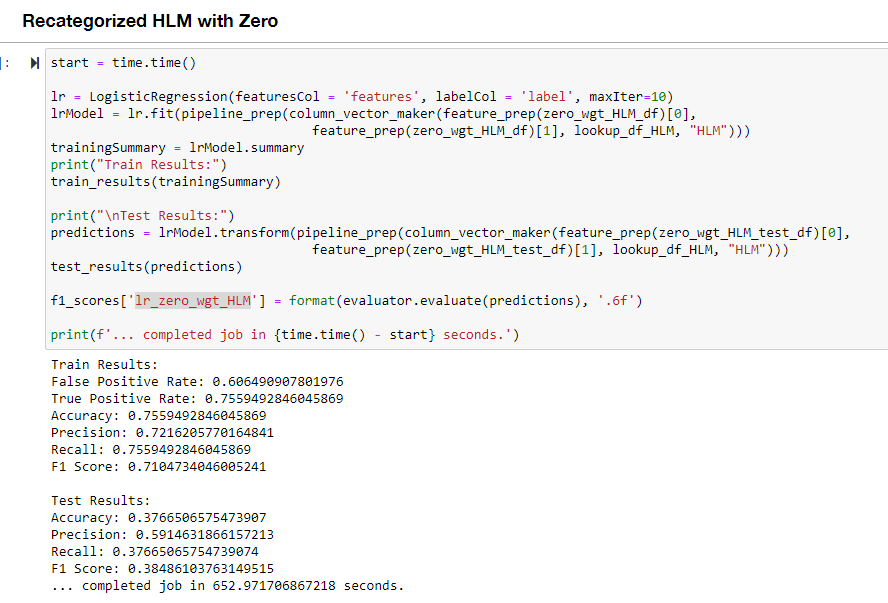 Recategorized HLM with Zero
]:
start = time.time()
lr = LogisticRegression(featuresCol = 'features', labelCol = 'label', maxIter=10)
lrModel = lr.fit(pipeline_prep(column_vector_maker(feature_prep(zero_wgt_HLM_df)[0],
feature_prep(zero_wgt_HLM_df)[1], lookup_df_HLM, "HLM")))
trainingSummary = lrModel.summary
print("Train Results:")
train_results(trainingSummary)
print("\nTest Results:")
predictions = lrModel.transform(pipeline_prep(column_vector_maker(feature_prep(zero_wgt_HLM_test_df)[0],
feature_prep(zero_wgt_HLM_test_df)[1], lookup_df_HLM, "HLM")))
test_results(predictions)
f1_scores['lr_zero_wgt_HLM'] = format(evaluator.evaluate(predictions), '.6f')
print(f'... completed job in {time.time() - start} seconds.')
Train Results:
False Positive Rate: 0.606490907801976
True Positive Rate: 0.7559492846045869
Accuracy: 0.7559492846045869
Precision: 0.7216205770164841
Recall: 0.7559492846045869
F1 Score: 0.7104734046005241
Test Results:
Accuracy: 0.3766506575473907
Precision: 0.5914631866157213
Recall: 0.37665065754739074
F1 Score: 0.38486103763149515
... completed job in 652.971706867218 seconds.